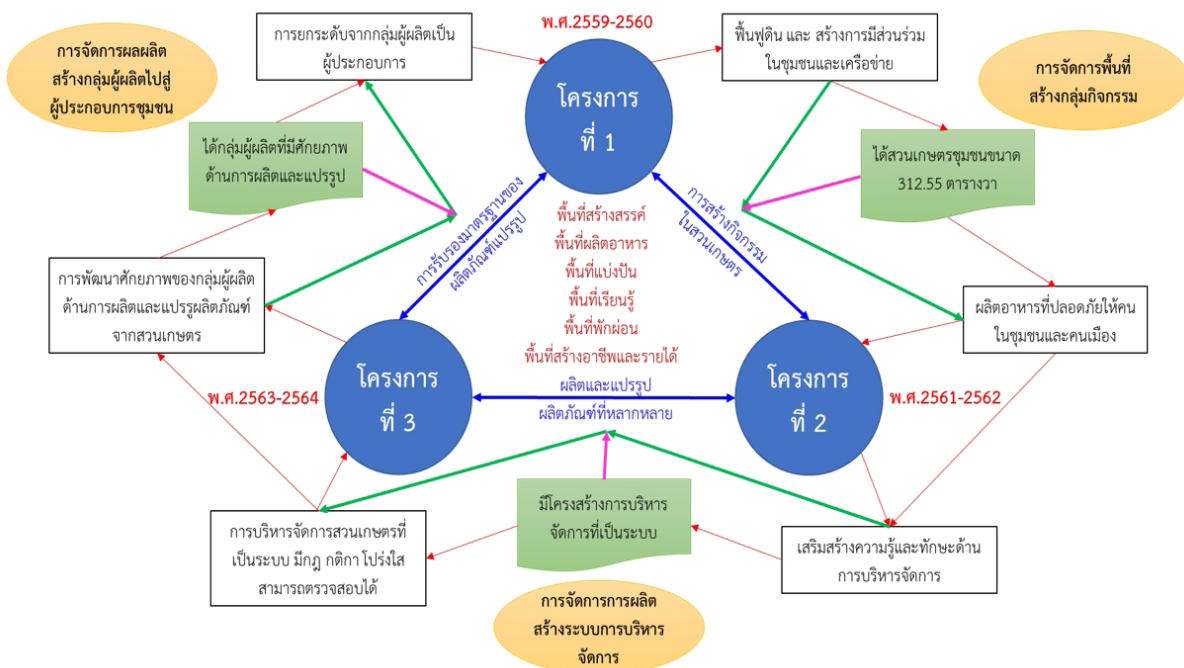 พ.ศ.2559-2560
การจัดการผลผลิต
สร้างกลุ่มผู้ผลิตไปสู่
ผู้ประกอบการชุมชน
การยกระดับจากกลุ่มผู้ผลิตเป็น
ผู้ประกอบการ
โครงการ
ที่ 1
ฟื้นฟูดิน และ สร้างการมีส่วนร่วม
ในชุมชนและเครือข่าย
การจัดการพื้นที่
สร้างกลุ่มกิจกรรม
ได้กลุ่มผู้ผลิตที่มีศักยภาพ
ด้านการผลิตและแปรรูป
ได้สวนเกษตรชุมชนขนาด
312.55 ตารางวา
การรับรองมาตรฐานของ
ผลิตภัณฑ์แปรรูป
พื้นที่สร้างสรรค์
พื้นที่ผลิตอาหาร
พื้นที่แบ่งปัน
พื้นที่เรียนรู้
พื้นที่พักผ่อน
พื้นที่สร้างอาชีพและรายได้
การสร้างกิจกรรม
ในสวนเกษตร
การพัฒนาศักยภาพของกลุ่มผู้ผลิต
ด้านการผลิตและแปรรูผลิตภัณฑ์
จากสวนเกษตร
ผลิตอาหารที่ปลอดภัยให้คน
ในชุมชนและคนเมือง
พ.ศ.2563-2564
โครงการ
ที่ 3
ผลิตและแปรรูป
ผลิตภัณฑ์ที่หลากหลาย
โครงการ
ที่ 2
พ.ศ.2561-2562
การบริหารจัดการสวนเกษตรที่
เป็นระบบ มีกฎ กติกา โปร่งใส
สามารถตรวจสอบได้
มีโครงสร้างการบริหาร
จัดการที่เป็นระบบ
เสริมสร้างความรู้และทักษะด้าน
การบริหารจัดการ
การจัดการการผลิต
สร้างระบบการบริหาร
จัดการ